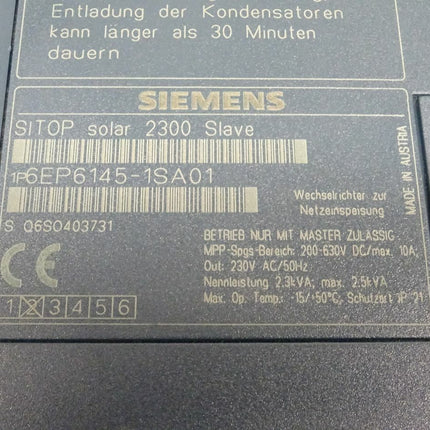 Entladung der Kondensatoren
kann länger als 30 Minuten
dauern
SIEMENS
SITOP solar 2300 Slave
1P6EP6145-1SA01
Wechselrichter zur
Netzeinspeisung
MADE IN AUSTRIA
S Q6S0403731
BETRIEB NUR MIT MASTER ZULÄSSIG
MPP-Spgs-Bereich: 200-630V DC/max. 10A;
Out: 230V AC/50Hz
Nennleistung 2.3kVA; max. 2.5kVA
Max. Op. Temp.: -15/+50°C, Schutzart IP 21
CE
1 2 3 4 5 6